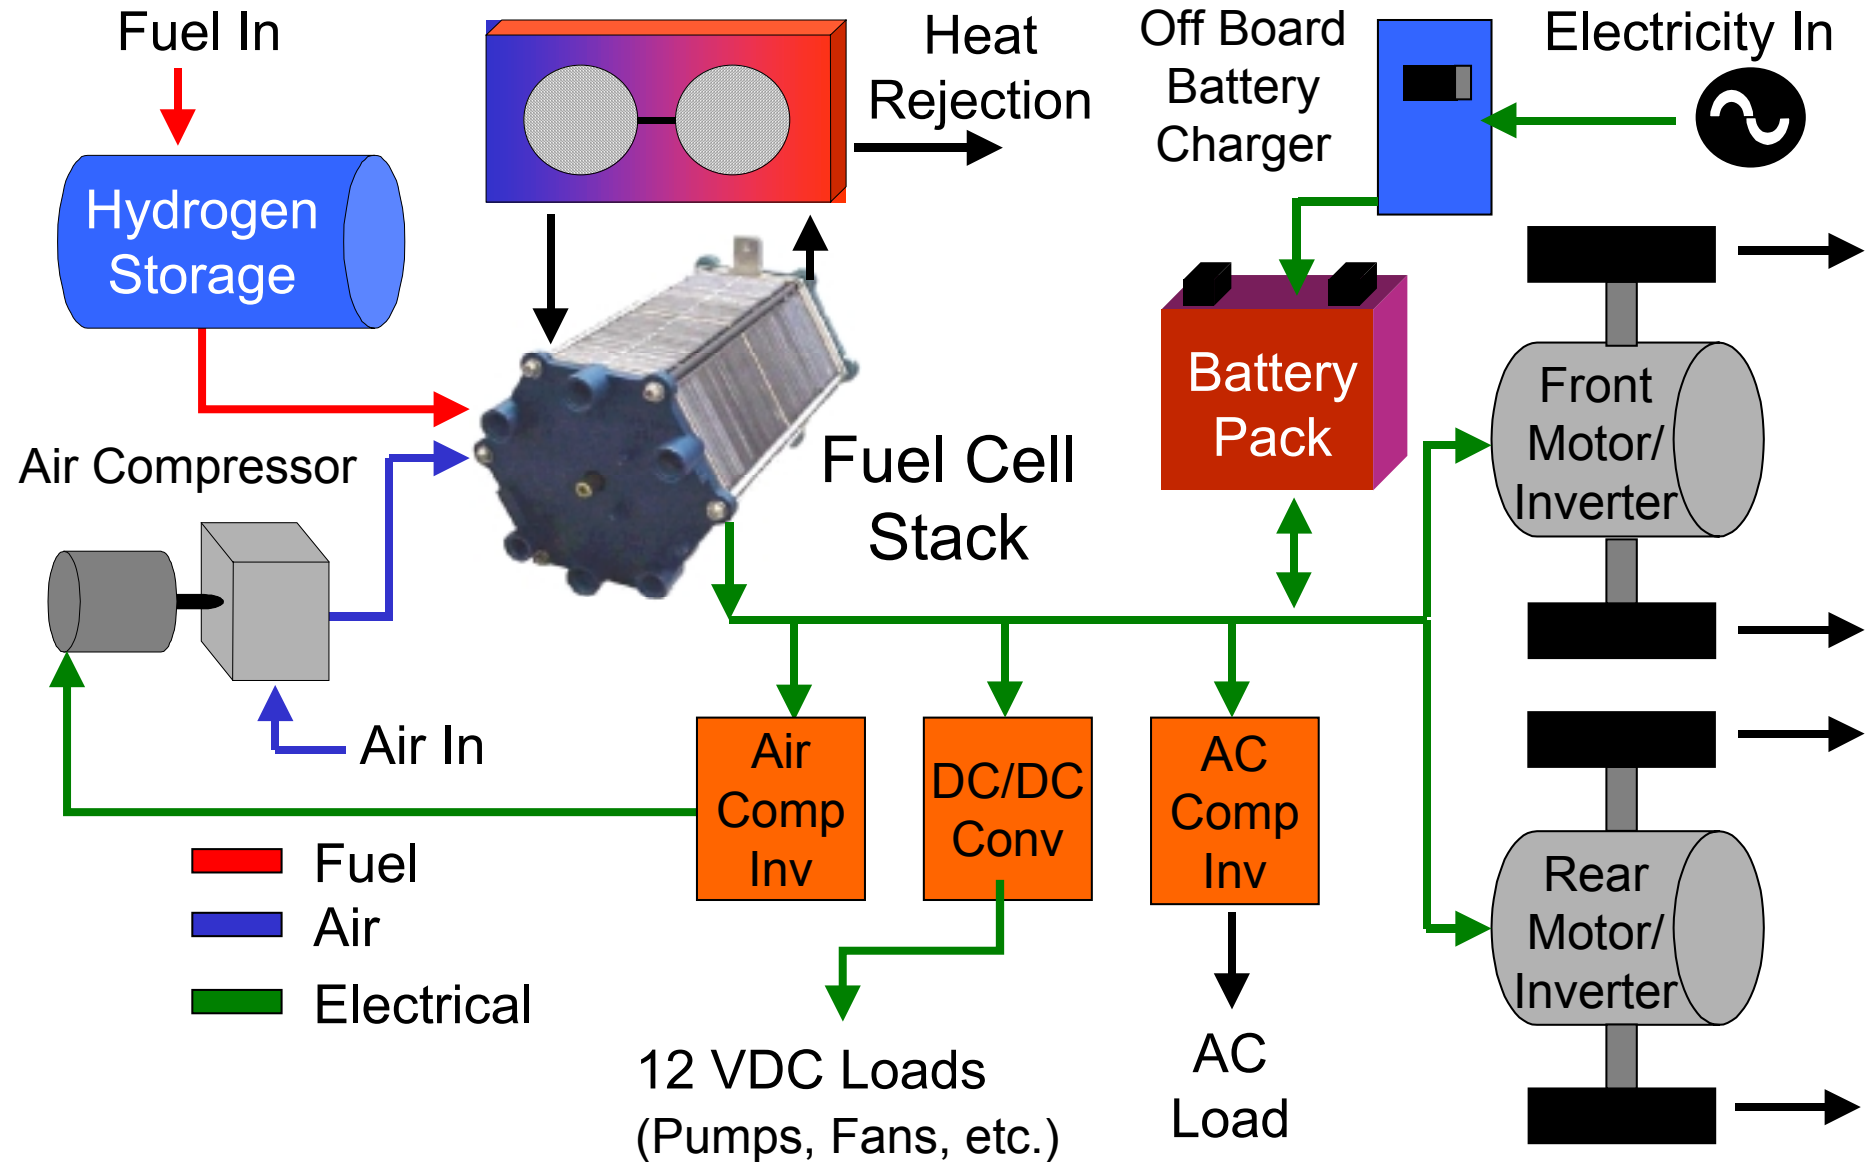 Fuel In
Heat
Rejection
Off Board
Battery
Charger
Electricity In
Hydrogen
Storage
Battery
Pack
Front
Motor/
Inverter
Air Compressor
Fuel Cell
Stack
Air In
Air
Comp
Inv
DC/DC
Conv
AC
Comp
Inv
Rear
Motor/
Inverter
Fuel
Air
Electrical
12 VDC Loads
(Pumps, Fans, etc.)
AC
Load